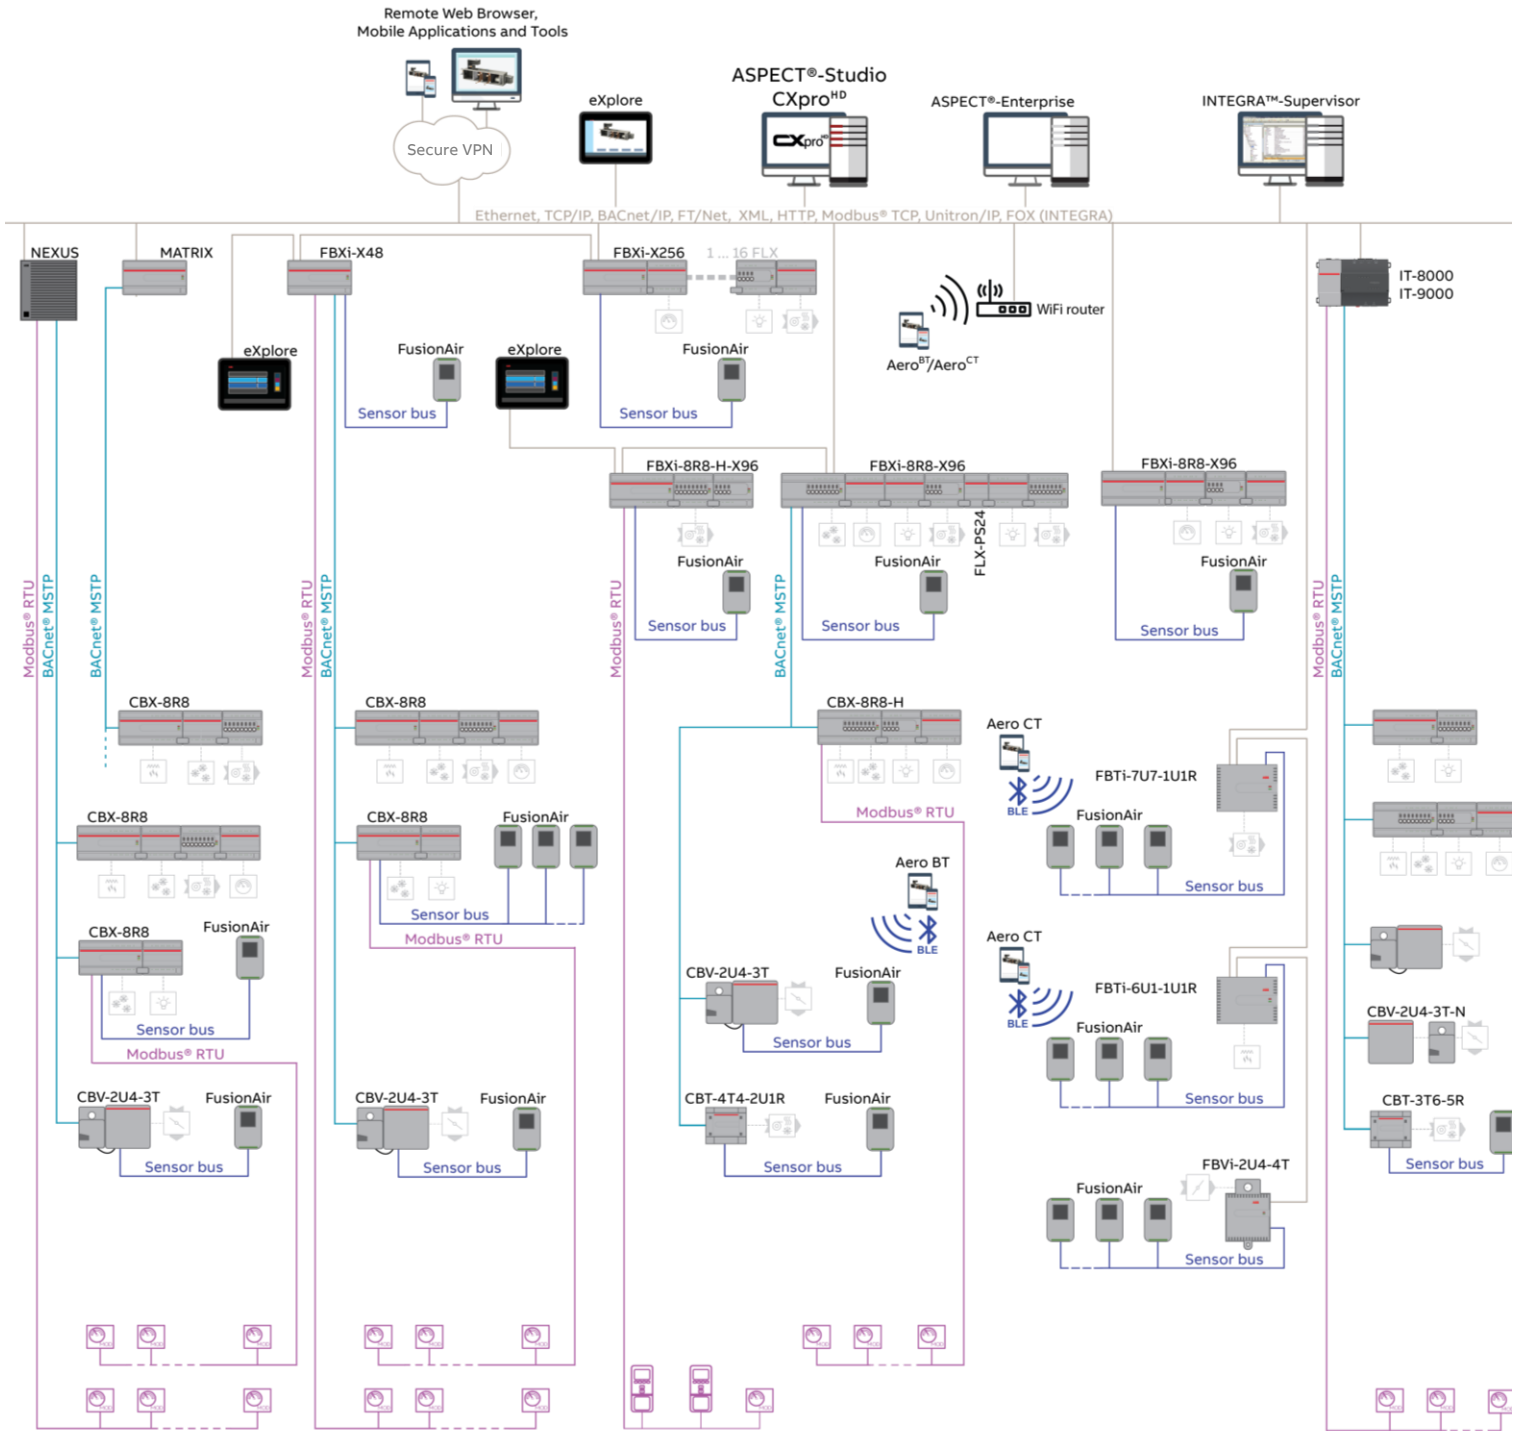 Remote Web Browser,
Mobile Applications and Tools
Secure VPN
eXplore
ASPECT®-Studio
CXpro^HD
CXpro^HD
ASPECT®-Enterprise
INTEGRA™-Supervisor
Ethernet, TCP/IP, BACnet/IP, FT/Net, XML, HTTP, Modbus® TCP, Unitron/IP, FOX (INTEGRA)
NEXUS
MATRIX
FBXi-X48
FBXi-X256
1 ... 16 FLX
IT-8000
IT-9000
WiFi router
Aero^BT/Aero^CT
eXplore
FusionAir
Sensor bus
eXplore
FusionAir
Sensor bus
FBXi-8R8-H-X96
FBXi-8R8-X96
FBXi-8R8-X96
FLX-PS24
FusionAir
Sensor bus
FusionAir
Sensor bus
FusionAir
Sensor bus
Modbus® RTU
BACnet® MSTP
BACnet® MSTP
Modbus® RTU
BACnet® MSTP
Modbus® RTU
BACnet® MSTP
Modbus® RTU
BACnet® MSTP
CBX-8R8
CBX-8R8
CBX-8R8
FusionAir
Sensor bus
Modbus® RTU
CBV-2U4-3T
FusionAir
Sensor bus
CBX-8R8
CBX-8R8
FusionAir
Sensor bus
Modbus® RTU
CBV-2U4-3T
FusionAir
Sensor bus
CBX-8R8-H
Modbus® RTU
Aero BT
BLE
CBV-2U4-3T
FusionAir
Sensor bus
CBT-4T4-2U1R
FusionAir
Sensor bus
Aero CT
BLE
FBTi-7U7-1U1R
FusionAir
Sensor bus
Aero CT
BLE
FBTi-6U1-1U1R
FusionAir
Sensor bus
FBVi-2U4-4T
FusionAir
Sensor bus
CBV-2U4-3T-N
CBT-3T6-5R
Sensor bus